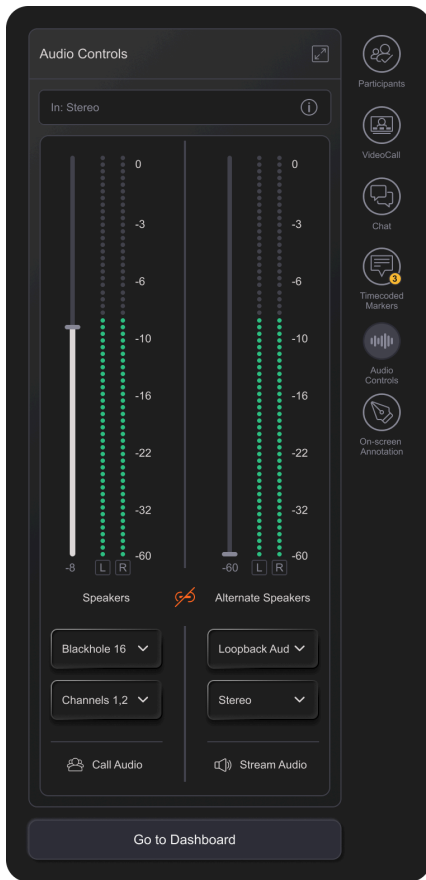 Audio Controls
In: Stereo
0
-3
-6
-10
-16
-22
-32
-60
-8
L
R
0
-3
-6
-10
-16
-22
-32
-60
-60
L
R
Speakers
Alternate Speakers
Blackhole 16
Loopback Aud
Channels 1,2
Stereo
Call Audio
Stream Audio
Go to Dashboard
Participants
VideoCall
Chat
3
Timecoded
Markers
Audio
Controls
On-screen
Annotation